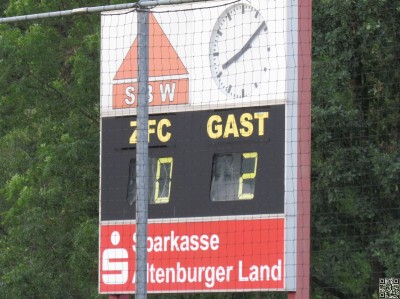 SBW
ZFC GAST
0 2
Sparkasse
Altenburger Land